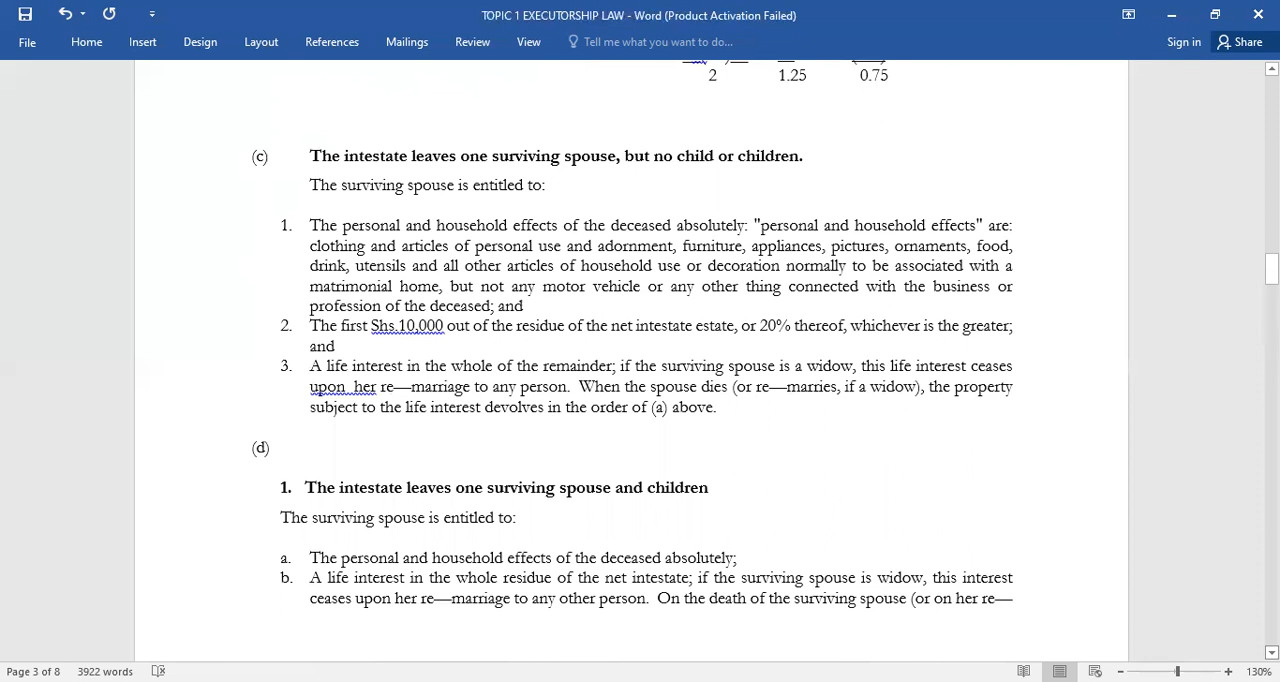 TOPIC 1 EXECUTORSHIP LAW - Word (Product Activation Failed)
File Home Insert Design Layout References Mailings Review View Tell me what you want to do... Sign in Share
2 1.25 0.75
(c) The intestate leaves one surviving spouse, but no child or children.
The surviving spouse is entitled to:
1. The personal and household effects of the deceased absolutely: "personal and household effects" are:
clothing and articles of personal use and adornment, furniture, appliances, pictures, ornaments, food,
drink, utensils and all other articles of household use or decoration normally to be associated with a
matrimonial home, but not any motor vehicle or any other thing connected with the business or
profession of the deceased; and
2. The first Shs.10,000 out of the residue of the net intestate estate, or 20% thereof, whichever is the greater;
and
3. A life interest in the whole of the remainder; if the surviving spouse is a widow, this life interest ceases
upon her re—marriage to any person. When the spouse dies (or re—marries, if a widow), the property
subject to the life interest devolves in the order of (a) above.
(d)
1. The intestate leaves one surviving spouse and children
The surviving spouse is entitled to:
a. The personal and household effects of the deceased absolutely;
b. A life interest in the whole residue of the net intestate; if the surviving spouse is widow, this interest
ceases upon her re—marriage to any other person. On the death of the surviving spouse (or on her re—
Page 3 of 8 3922 words 130%